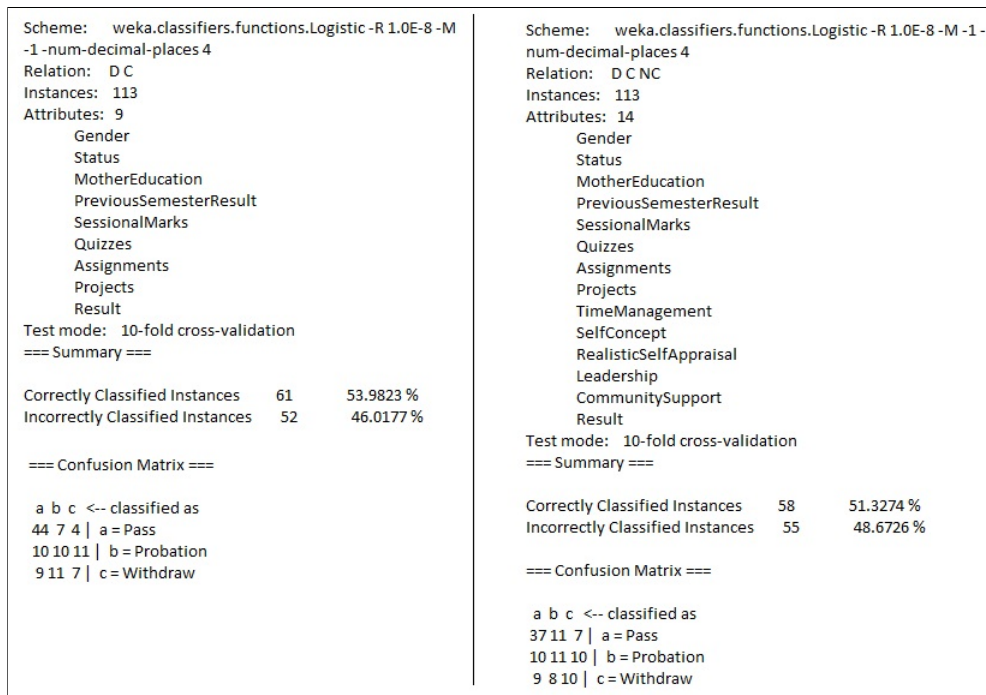 Scheme: weka.classifiers.functions.Logistic -R 1.0E-8 -M
-1 -num-decimal-places 4
Relation: D C
Instances: 113
Attributes: 9
Gender
Status
MotherEducation
PreviousSemesterResult
SessionalMarks
Quizzes
Assignments
Projects
Result
Test mode: 10-fold cross-validation
=== Summary ===
Correctly Classified Instances 61 53.9823 %
Incorrectly Classified Instances 52 46.0177 %
=== Confusion Matrix ===
a b c <-- classified as
44 7 4 | a = Pass
10 10 11 | b = Probation
9 11 7 | c = Withdraw
Scheme: weka.classifiers.functions.Logistic -R 1.0E-8 -M -1 -
num-decimal-places 4
Relation: D C NC
Instances: 113
Attributes: 14
Gender
Status
MotherEducation
PreviousSemesterResult
SessionalMarks
Quizzes
Assignments
Projects
TimeManagement
SelfConcept
RealisticSelfAppraisal
Leadership
CommunitySupport
Result
Test mode: 10-fold cross-validation
=== Summary ===
Correctly Classified Instances 58 51.3274 %
Incorrectly Classified Instances 55 48.6726 %
=== Confusion Matrix ===
a b c <-- classified as
37 11 7 | a = Pass
10 11 10 | b = Probation
9 8 10 | c = Withdraw